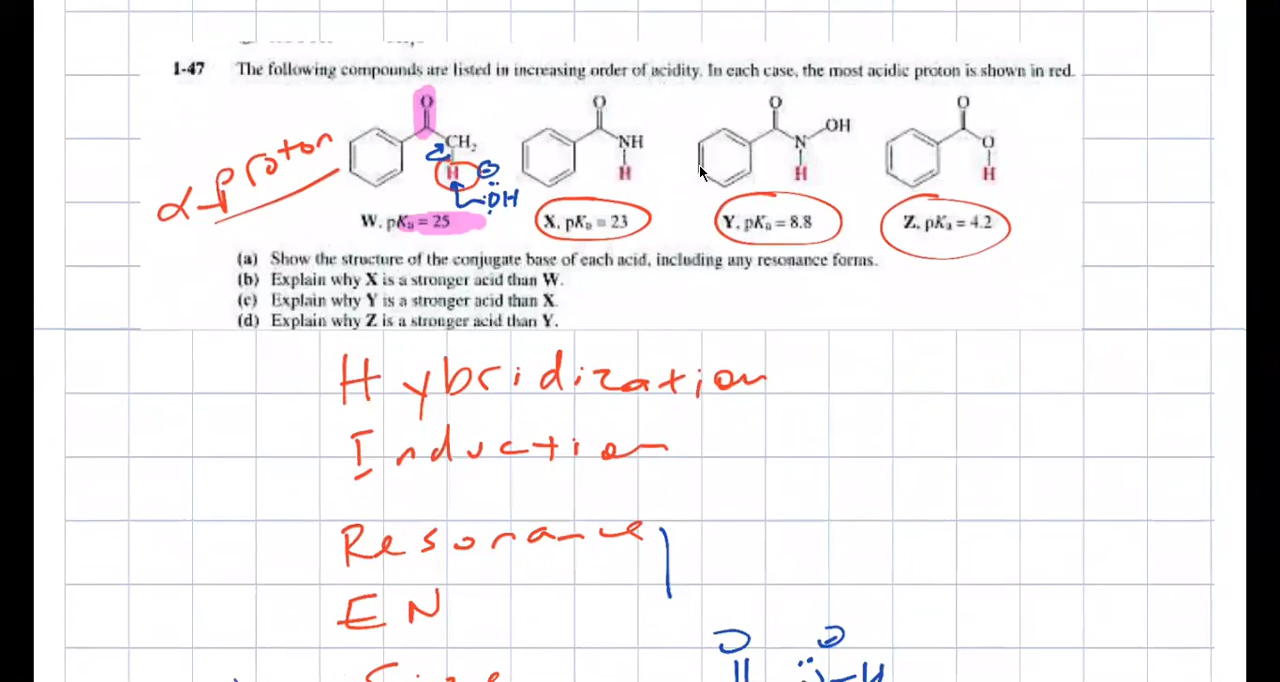 1-47 The following compounds are listed in increasing order of acidity. In each case, the most acidic proton is shown in red.
O O O O
CH₂ NH N OH O
H ⊖ H H H
:ÖH
α-proton
W. pKₐ = 25 X. pKₐ = 23 Y. pKₐ = 8.8 Z. pKₐ = 4.2
(a) Show the structure of the conjugate base of each acid, including any resonance forms.
(b) Explain why X is a stronger acid than W.
(c) Explain why Y is a stronger acid than X.
(d) Explain why Z is a stronger acid than Y.
Hybridization
Induction
Resonance
EN
O ⊖